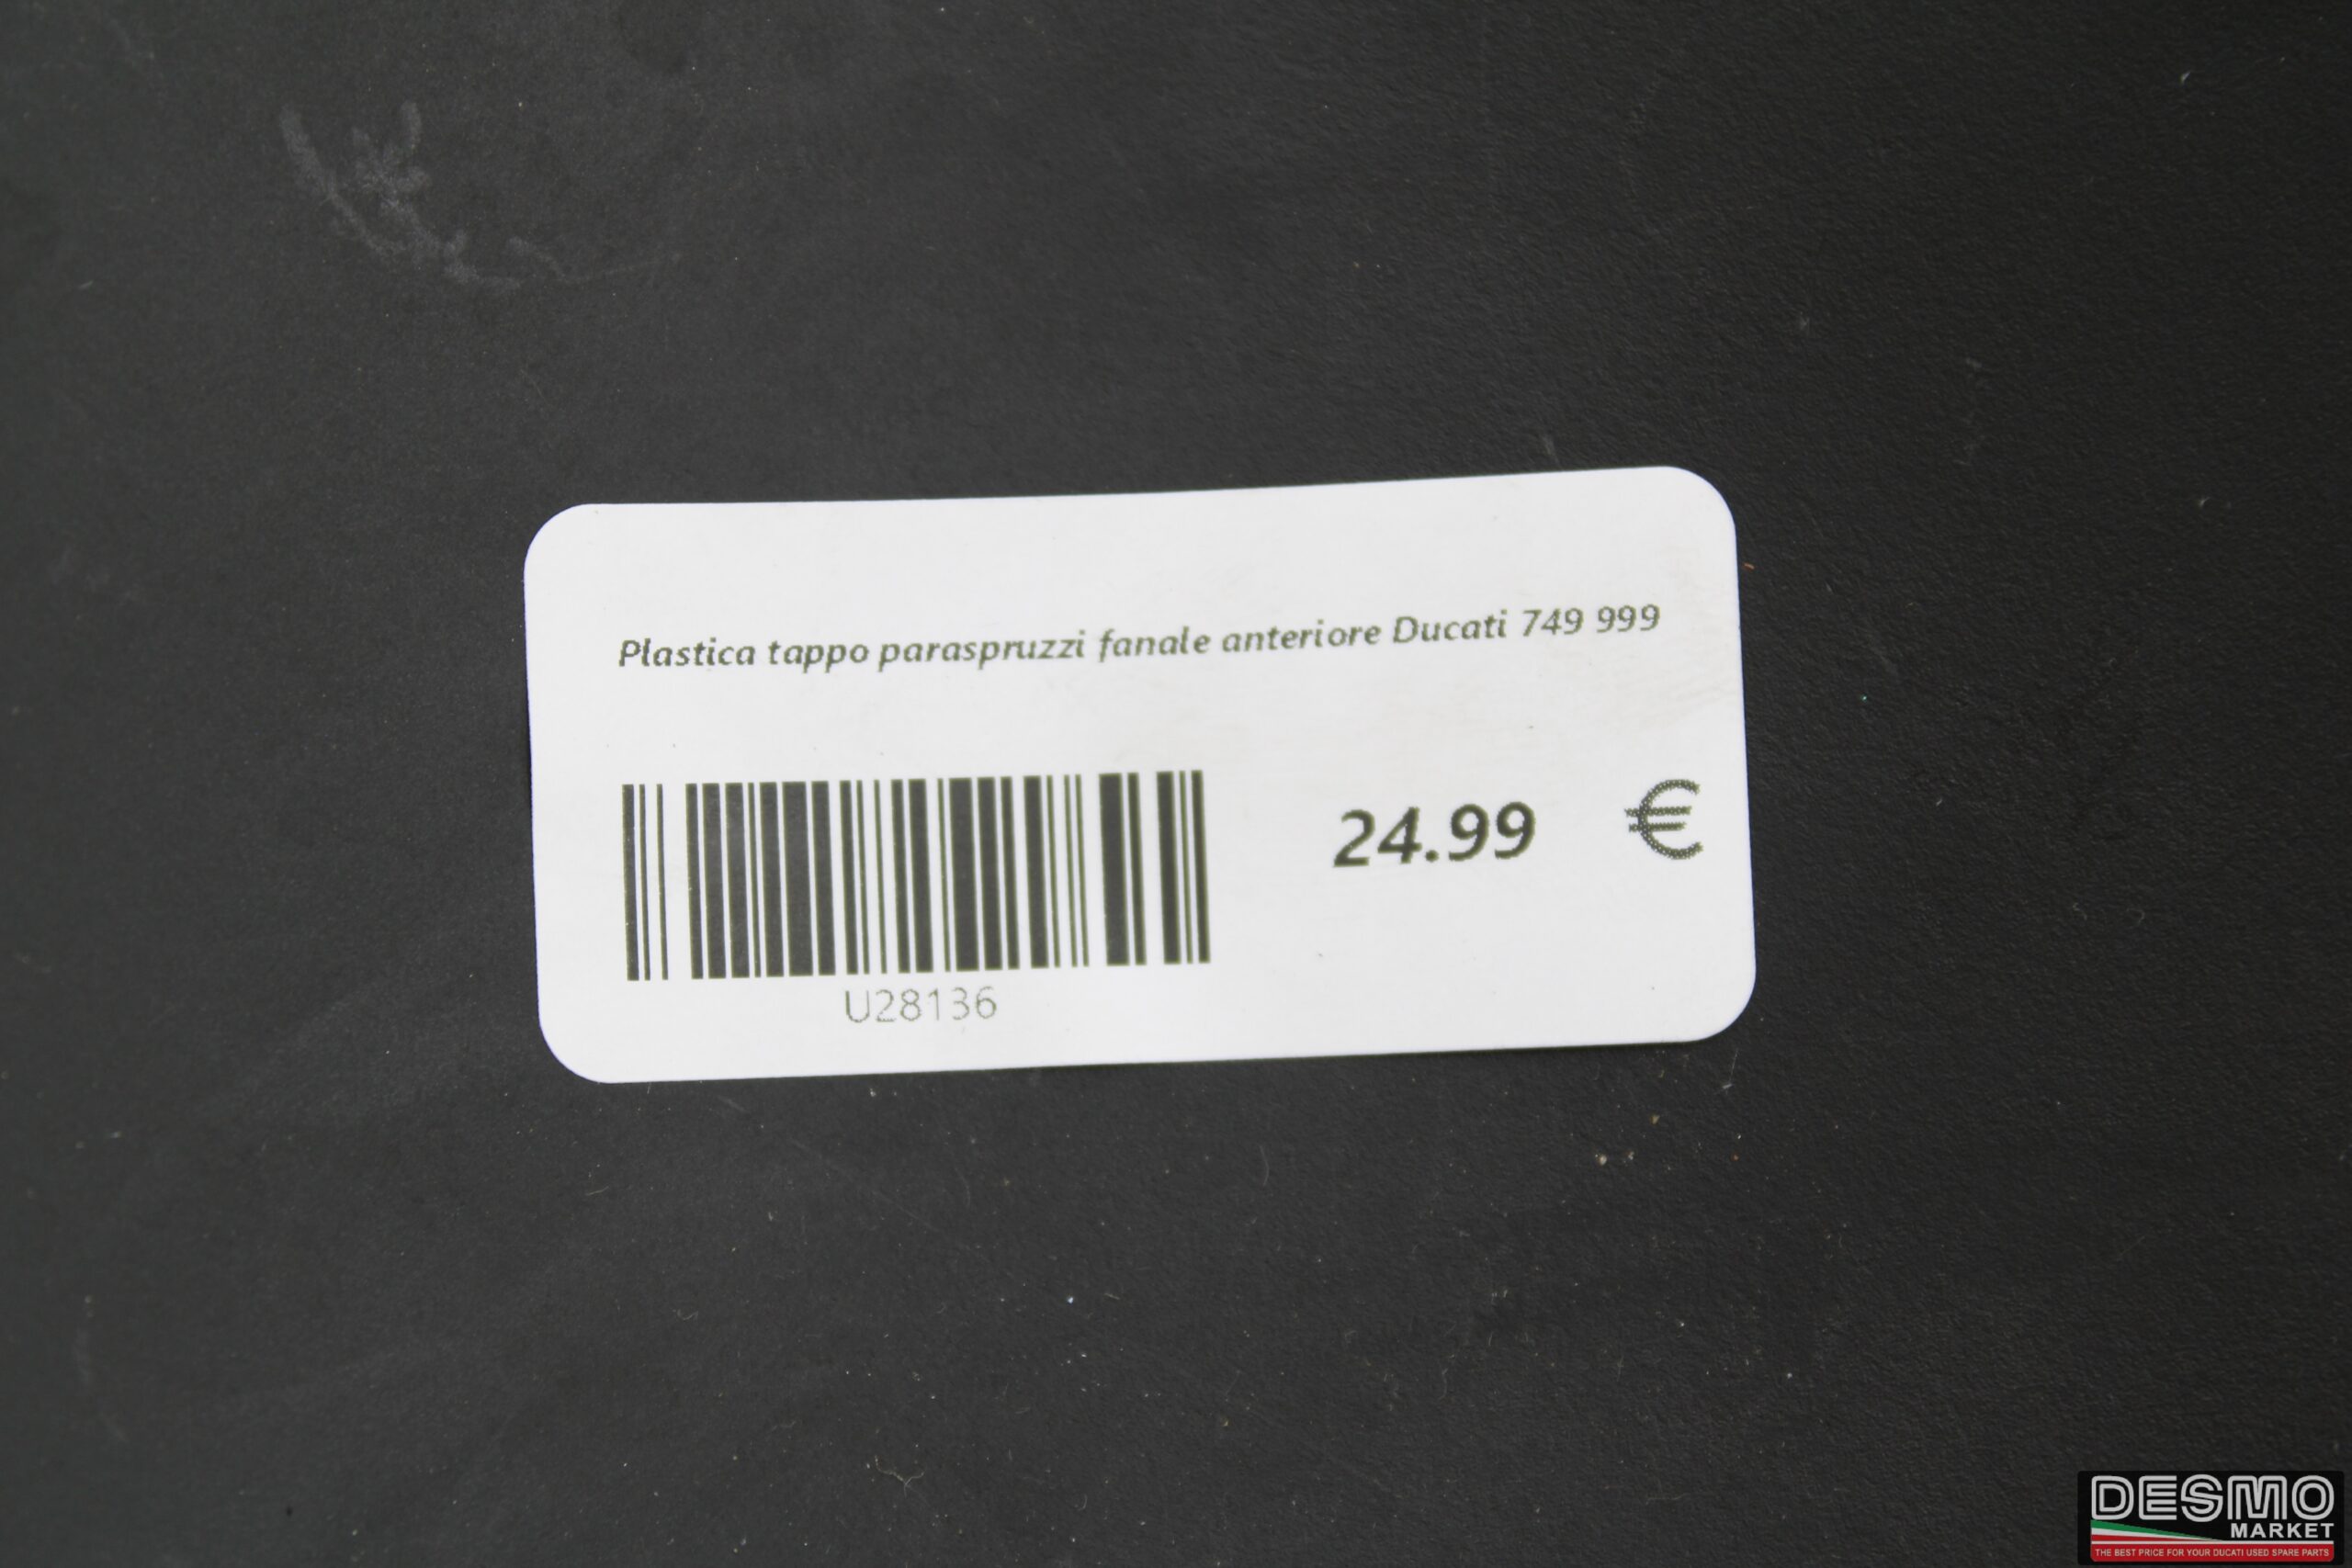 Plastica tappo paraspruzzi fanale anteriore Ducati 749 999
24.99 €
U28136
DESMO
MARKET
THE BEST PRICE FOR YOUR DUCATI USED SPARE PARTS